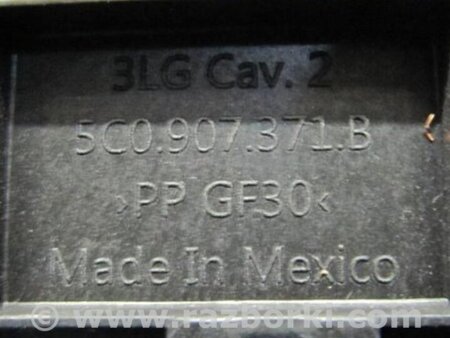 3LG Cav. 2
5C0.907.371.B
>PP GF30<
Made In Mexico
© www.razborki.com